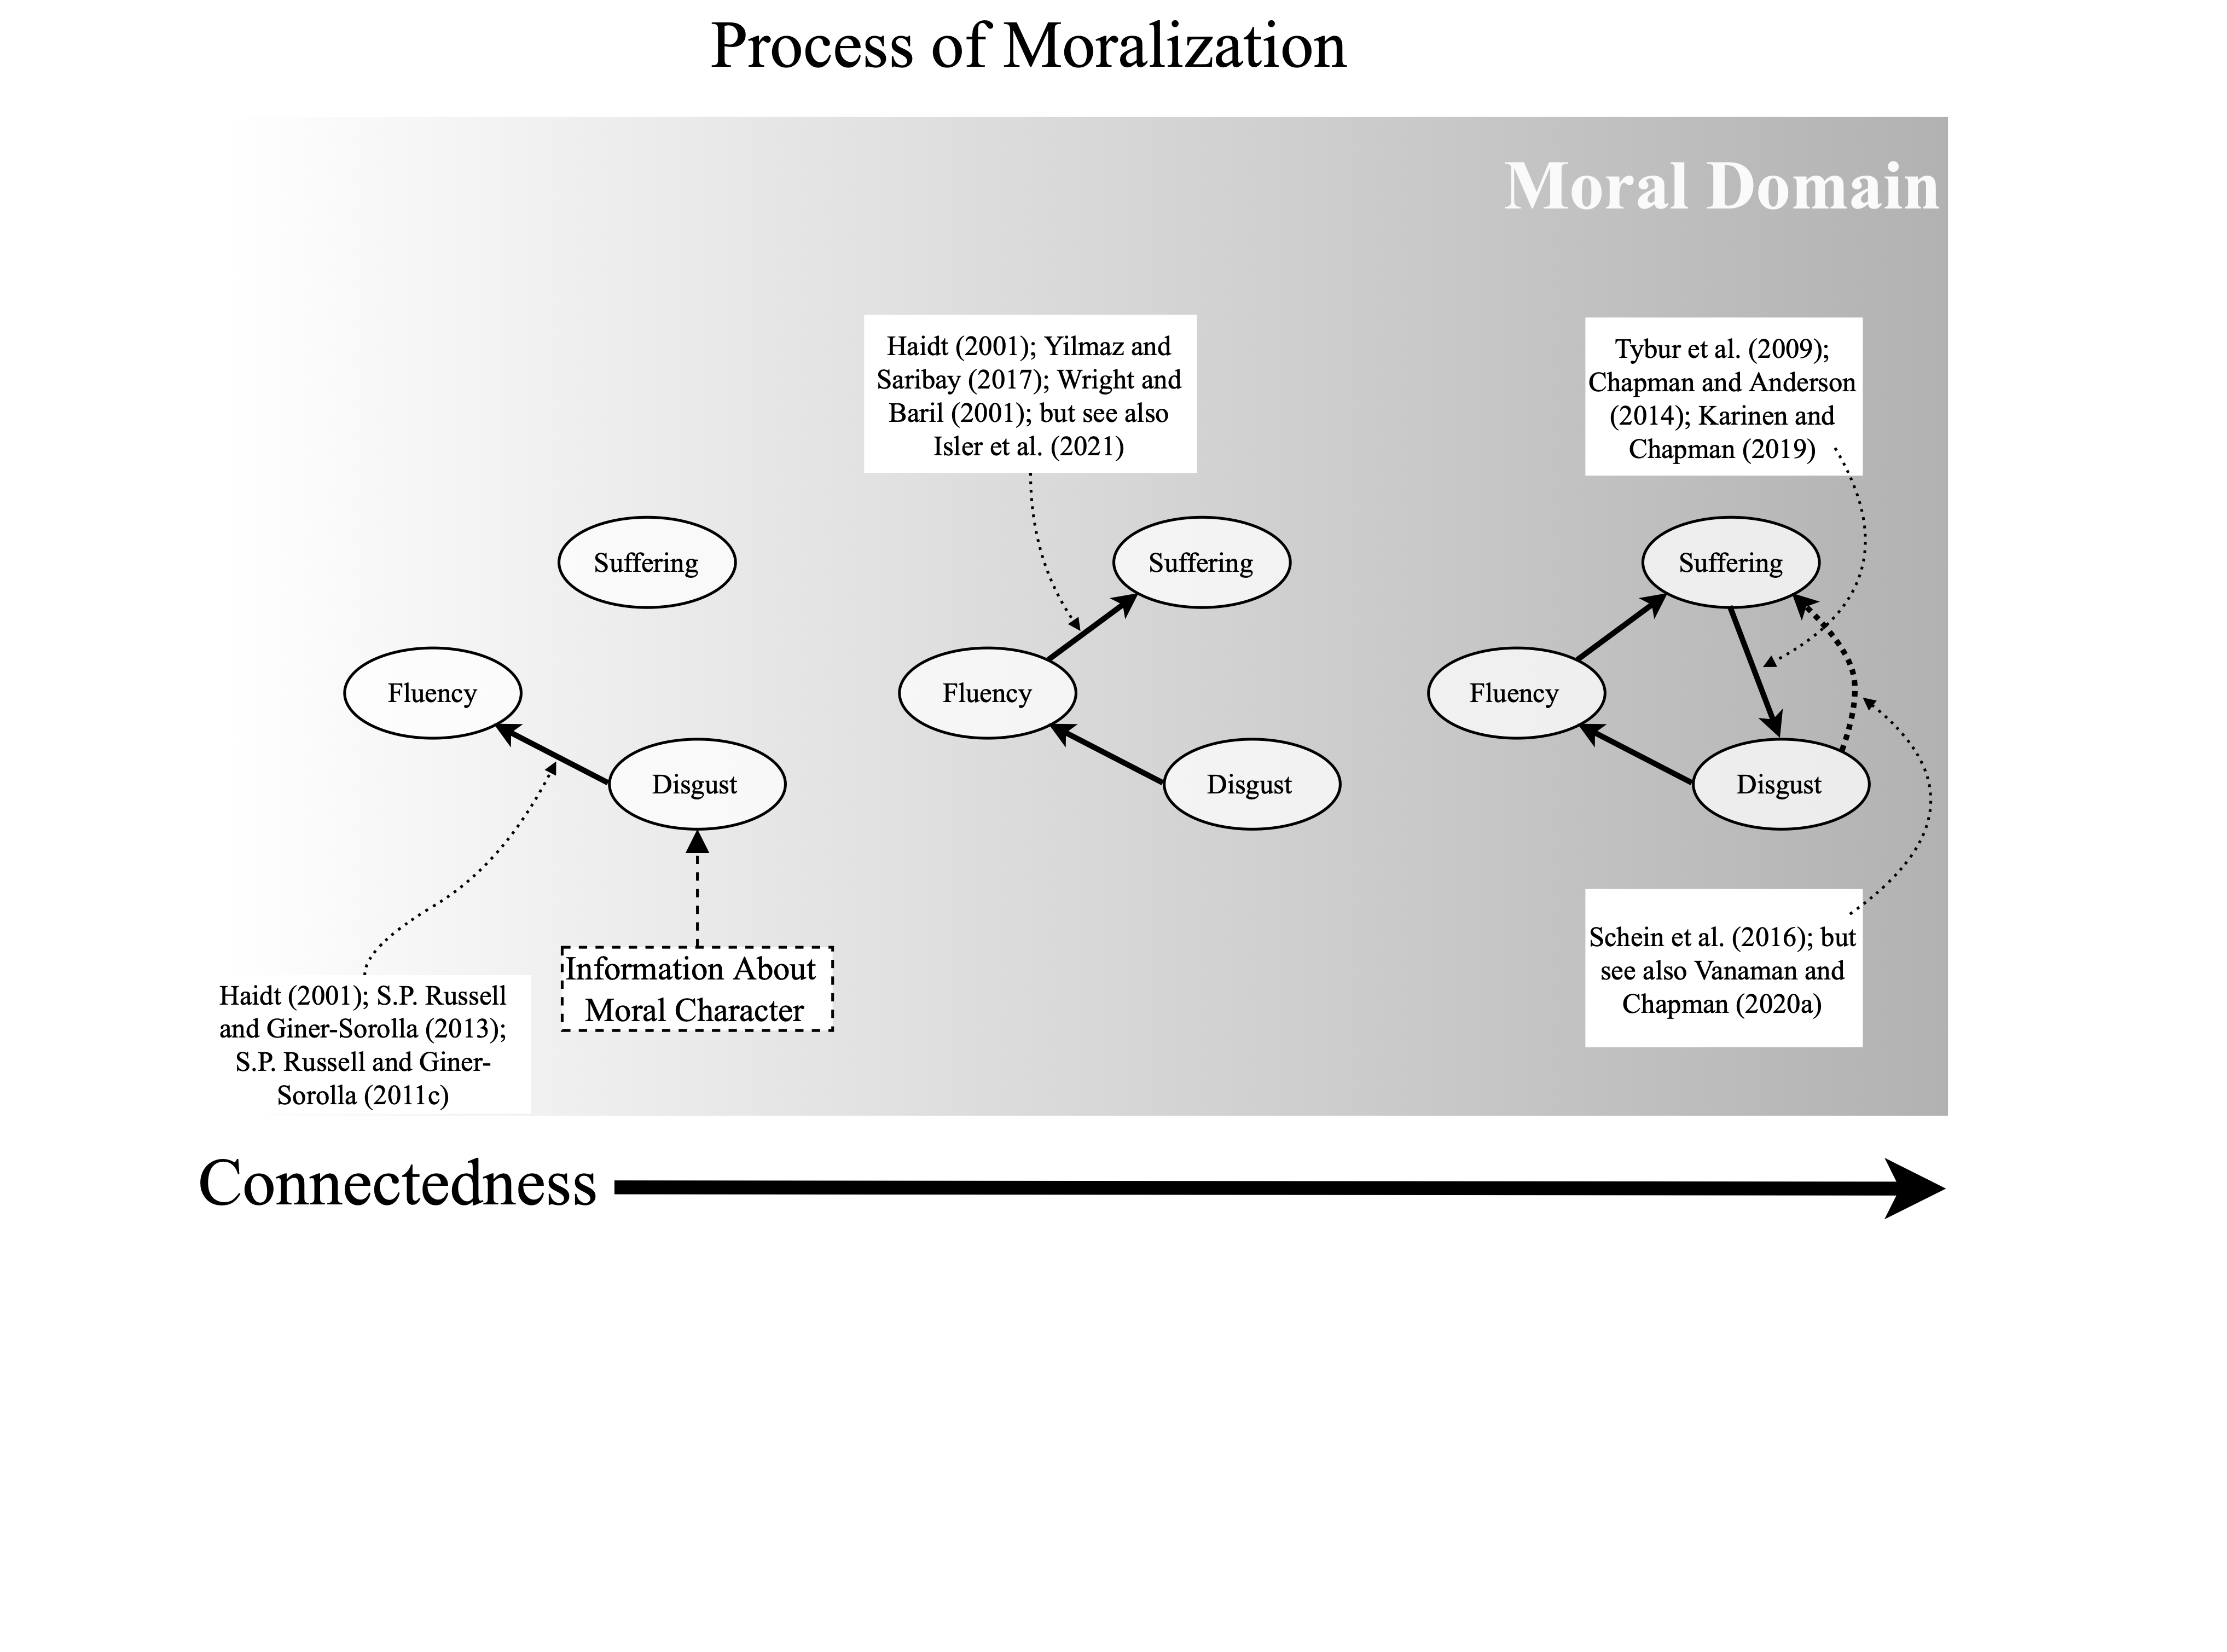 Process of Moralization
Moral Domain
Haidt (2001); Yilmaz and
Saribay (2017); Wright and
Baril (2001); but see also
Isler et al. (2021)
Tybur et al. (2009);
Chapman and Anderson
(2014); Karinen and
Chapman (2019)
Suffering
Suffering
Suffering
Fluency
Fluency
Fluency
Disgust
Disgust
Disgust
Haidt (2001); S.P. Russell
and Giner-Sorolla (2013);
S.P. Russell and Giner-
Sorolla (2011c)
Information About
Moral Character
Schein et al. (2016); but
see also Vanaman and
Chapman (2020a)
Connectedness